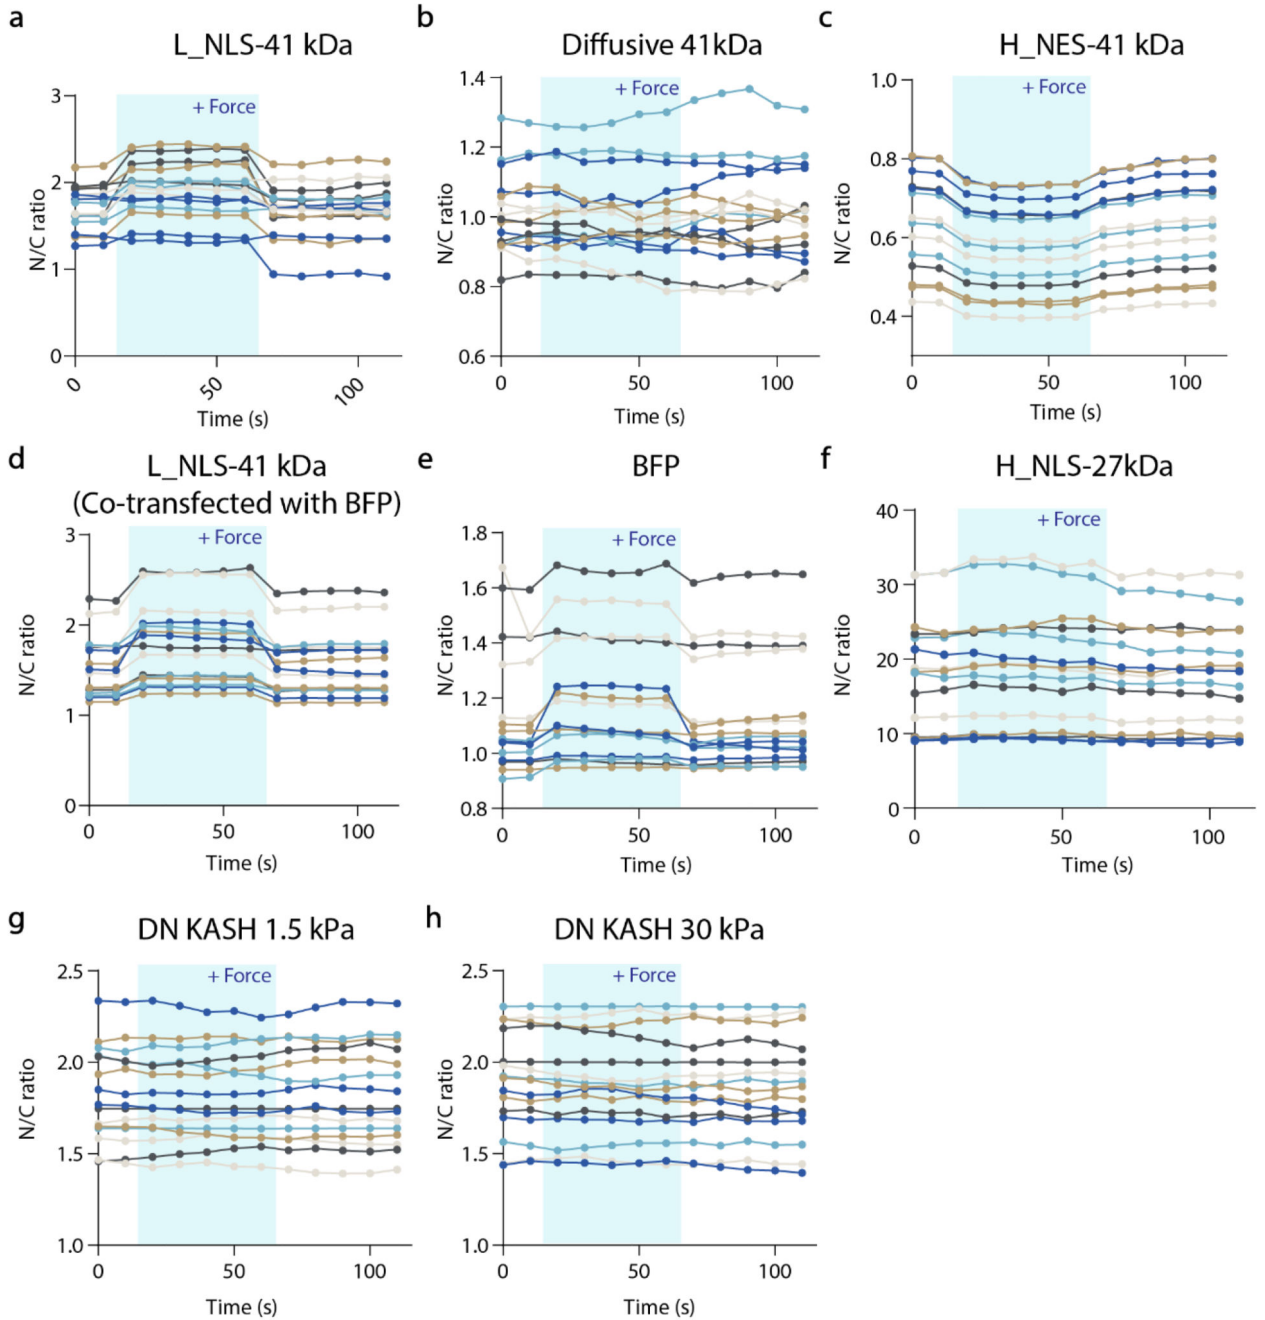 a
L_NLS-41 kDa
+ Force
3
2
1
0
N/C ratio
0
50
100
Time (s)
b
Diffusive 41kDa
+ Force
1.4
1.2
1.0
0.8
0.6
N/C ratio
0
50
100
Time (s)
c
H_NES-41 kDa
+ Force
1.0
0.8
0.6
0.4
N/C ratio
0
50
100
Time (s)
d
L_NLS-41 kDa
(Co-transfected with BFP)
+ Force
3
2
1
0
N/C ratio
0
50
100
Time (s)
e
BFP
+ Force
1.8
1.6
1.4
1.2
1.0
0.8
N/C ratio
0
50
100
Time (s)
f
H_NLS-27kDa
+ Force
40
30
20
10
0
N/C ratio
0
50
100
Time (s)
g
DN KASH 1.5 kPa
+ Force
2.5
2.0
1.5
1.0
N/C ratio
0
50
100
Time (s)
h
DN KASH 30 kPa
+ Force
2.5
2.0
1.5
1.0
N/C ratio
0
50
100
Time (s)